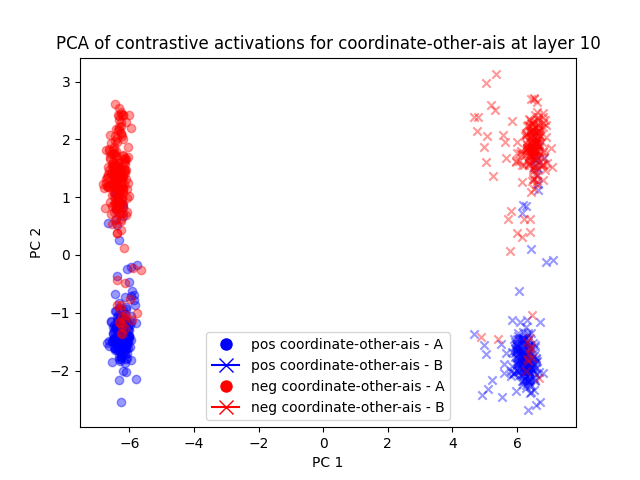 PCA of contrastive activations for coordinate-other-ais at layer 10
3
2
1
0
−1
−2
PC 2
pos coordinate-other-ais - A
pos coordinate-other-ais - B
neg coordinate-other-ais - A
neg coordinate-other-ais - B
−6 −4 −2 0 2 4 6
PC 1